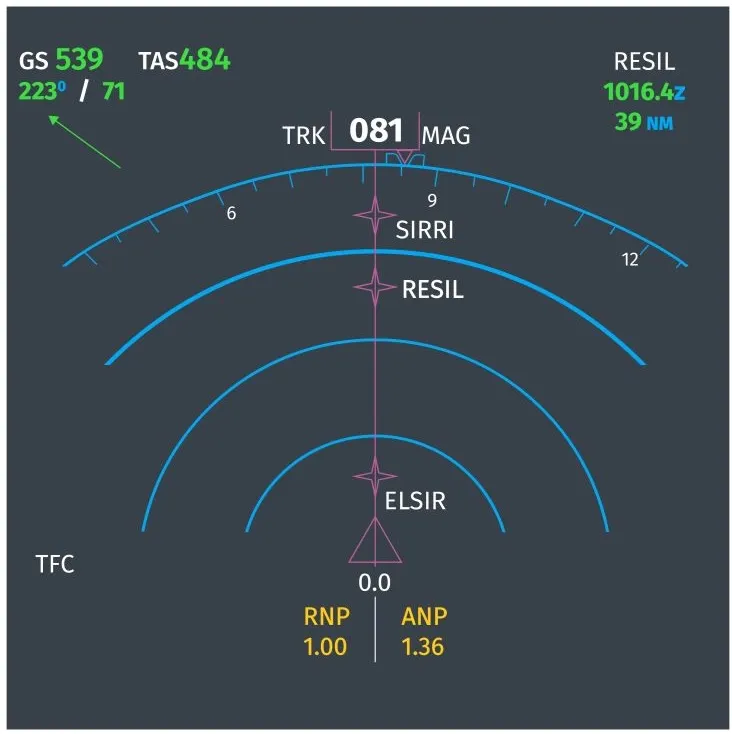 GS 539 TAS484
223° / 71
RESIL
1016.4z
39 NM
TRK 081 MAG
6
9
12
SIRRI
RESIL
ELSIR
TFC
0.0
RNP ANP
1.00 1.36